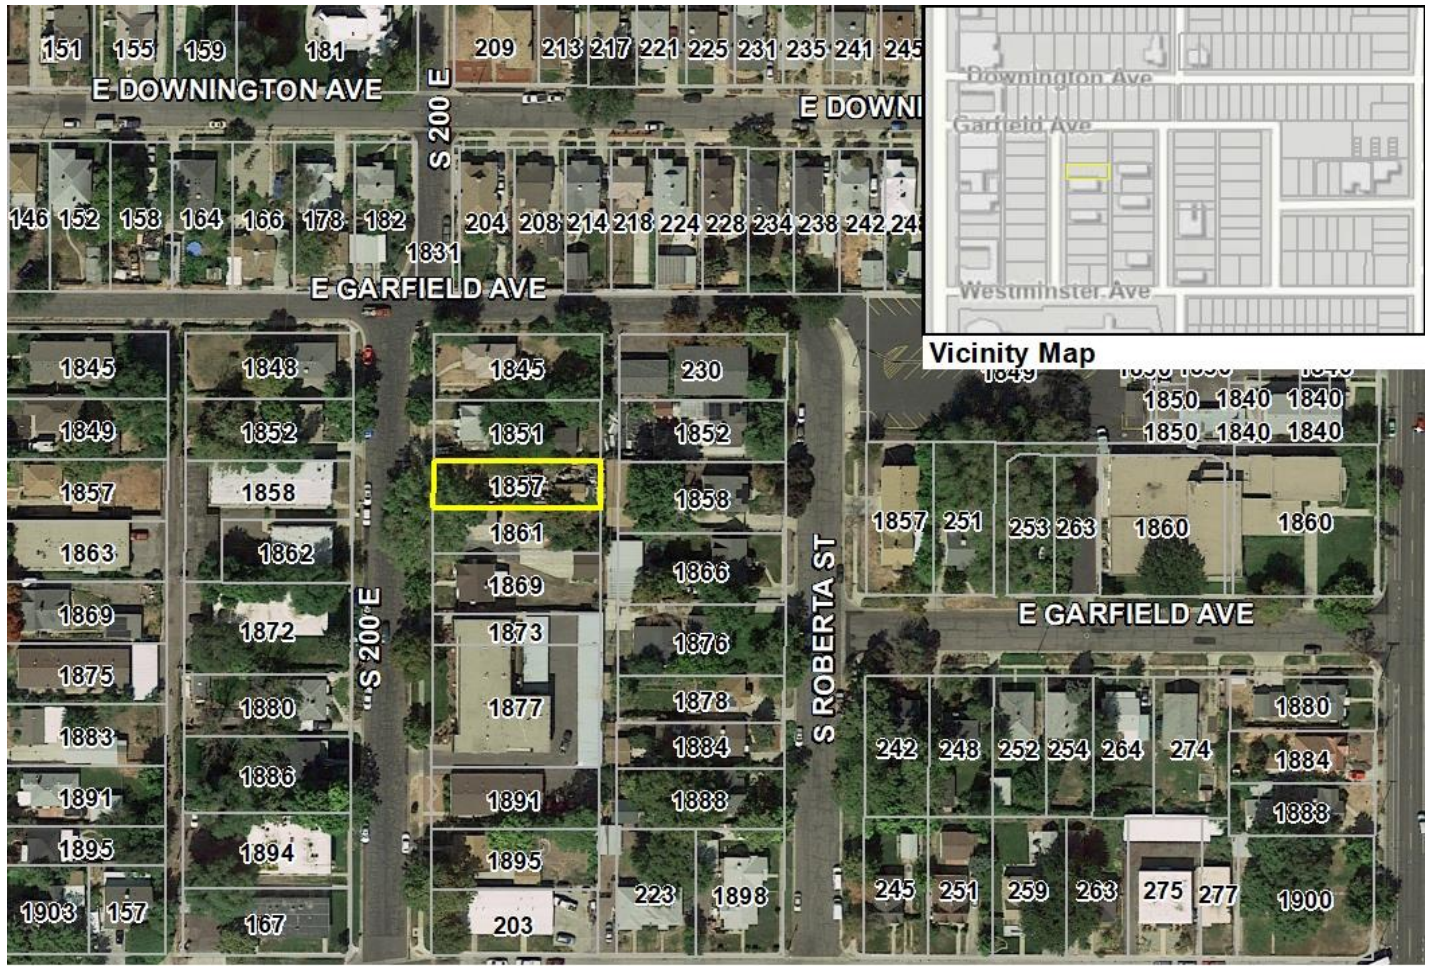 151 155 159 181 209 213 217 221 225 231 235 241 245
E DOWNINGTON AVE
S 200 E
E DOWNI
146 152 158 164 166 178 182 204 208 214 218 224 228 234 238 242 248
1831
E GARFIELD AVE
Downington Ave
Garfield Ave
Westminster Ave
Vicinity Map
1845 1848 1845 230 1849
1850 1840 1840
1849 1852 1851 1852 1850 1840 1840
1857 1858 1857 1858
1863 1862 1861 1857 251 253 263 1860 1860
1869 1869 1866
S 200 E
S ROBERTA ST
E GARFIELD AVE
1872 1873 1876
1875 1880 1877 1878 1880
1883 1884 242 248 252 254 264 274 1884
1891 1886 1891 1888 1888
1895 1894 1895
1903 157 167 203 223 1898 245 251 259 263 275 277 1900